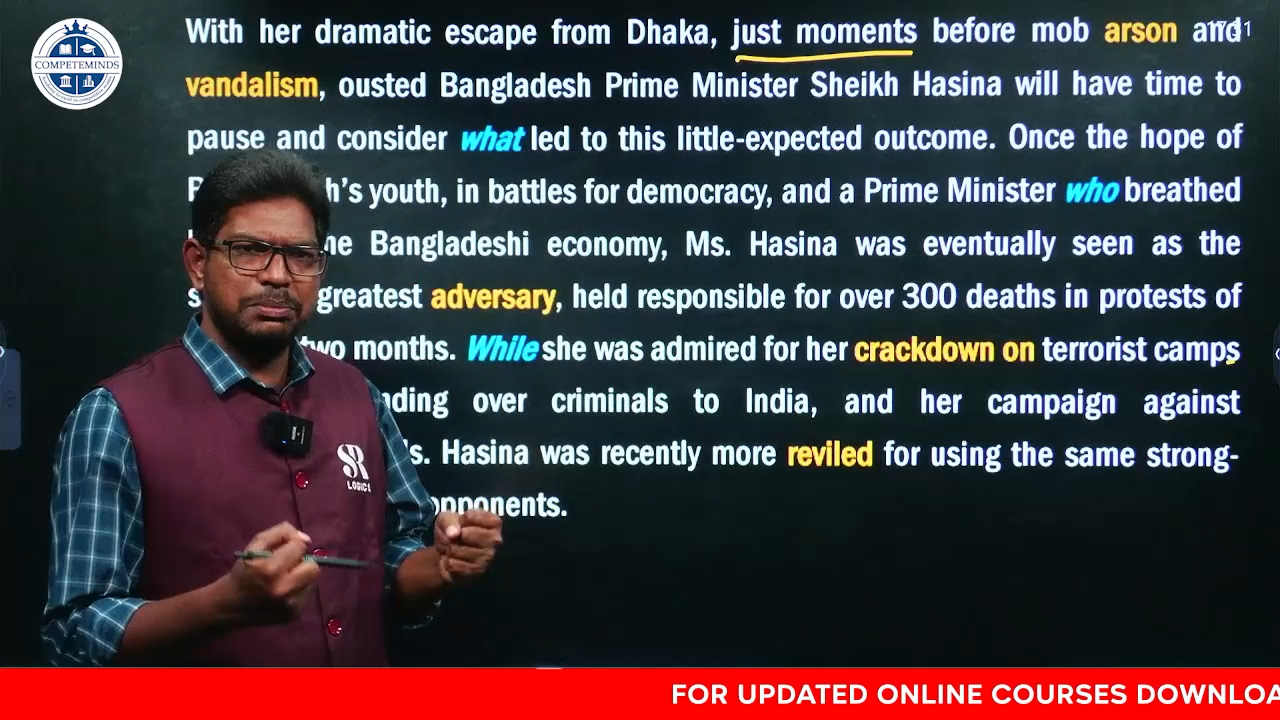 COMPETEMINDS
With her dramatic escape from Dhaka, just moments before mob arson and
vandalism, ousted Bangladesh Prime Minister Sheikh Hasina will have time to
pause and consider what led to this little-expected outcome. Once the hope of
h’s youth, in battles for democracy, and a Prime Minister who breathed
Bangladeshi economy, Ms. Hasina was eventually seen as the
greatest adversary, held responsible for over 300 deaths in protests of
two months. While she was admired for her crackdown on terrorist camps
nding over criminals to India, and her campaign against
s. Hasina was recently more reviled for using the same strong-
opponents.
SR
LOGICS
FOR UPDATED ONLINE COURSES DOWNLOA